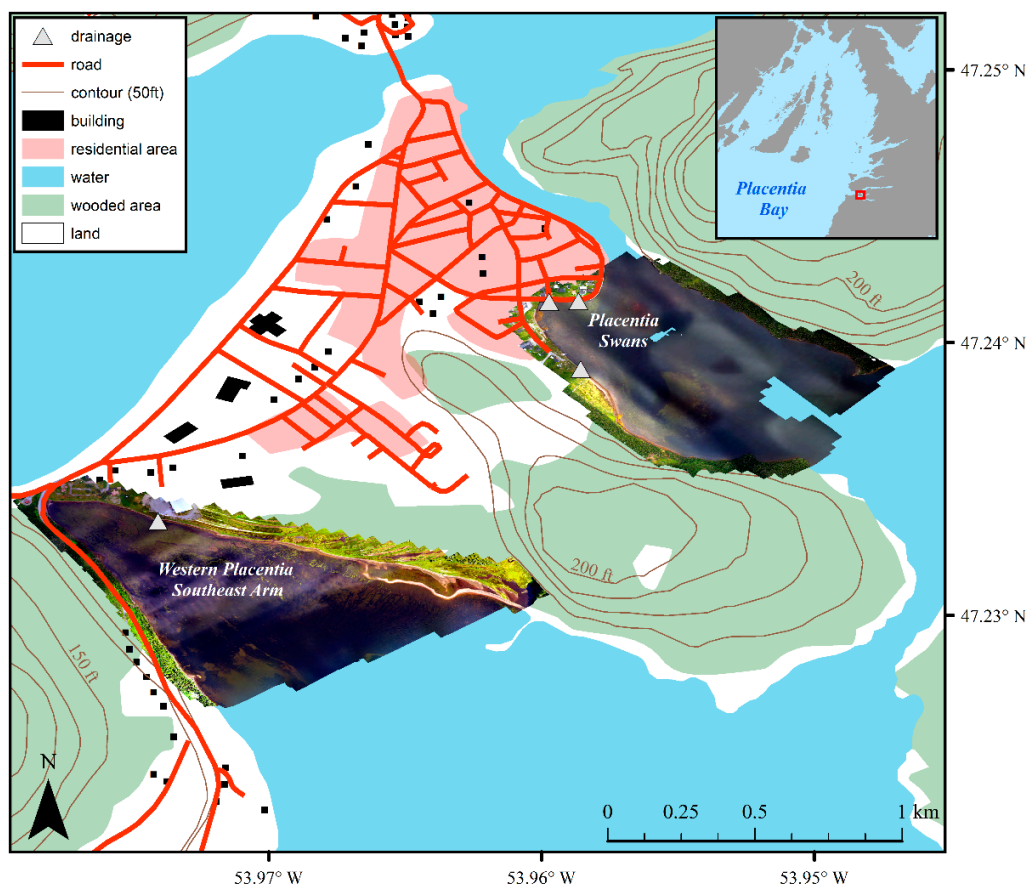 drainage
road
contour (50ft)
building
residential area
water
wooded area
land
Placentia
Bay
47.25° N
200 ft
Placentia
Swans
47.24° N
200 ft
Western Placentia
Southeast Arm
47.23° N
150 ft
N
0 0.25 0.5 1 km
53.97° W 53.96° W 53.95° W